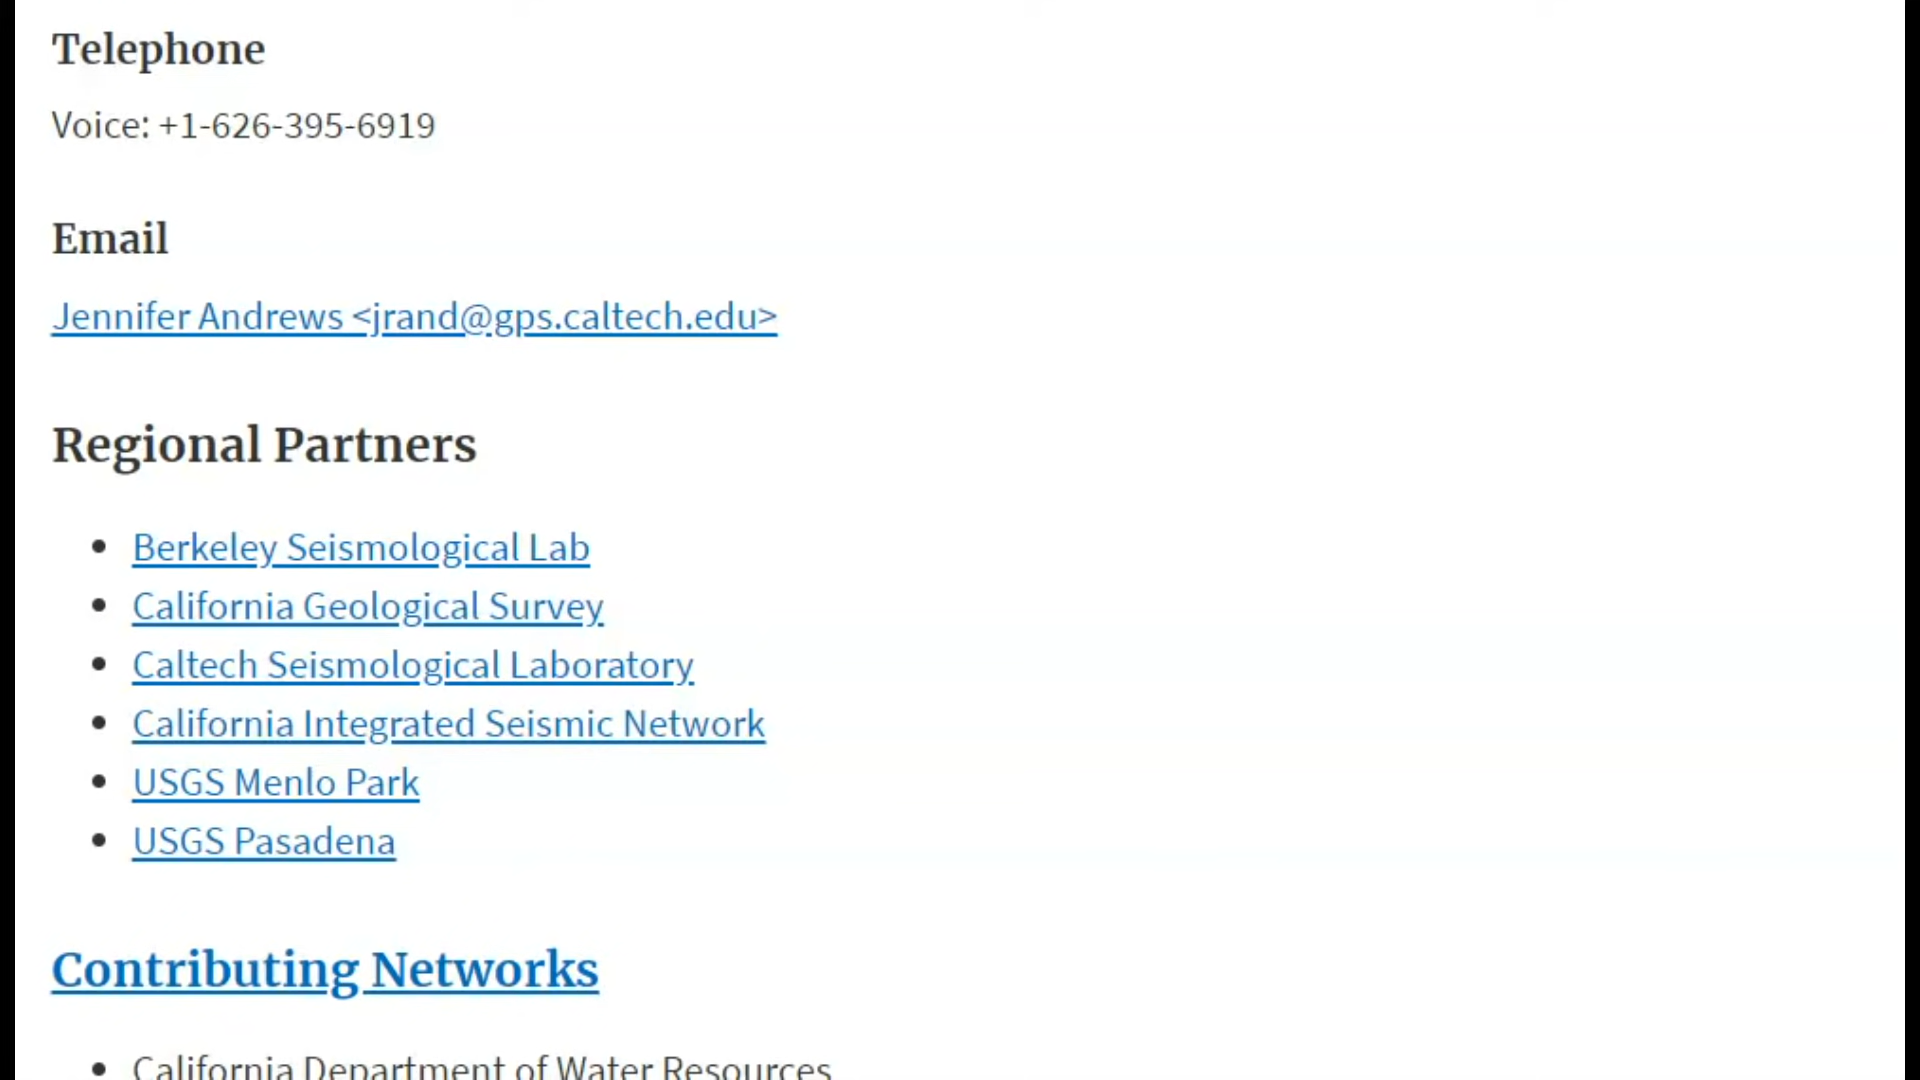 Telephone
Voice: +1-626-395-6919
Email
Jennifer Andrews <jrand@gps.caltech.edu>
Regional Partners
• Berkeley Seismological Lab
• California Geological Survey
• Caltech Seismological Laboratory
• California Integrated Seismic Network
• USGS Menlo Park
• USGS Pasadena
Contributing Networks
• California Department of Water Resources